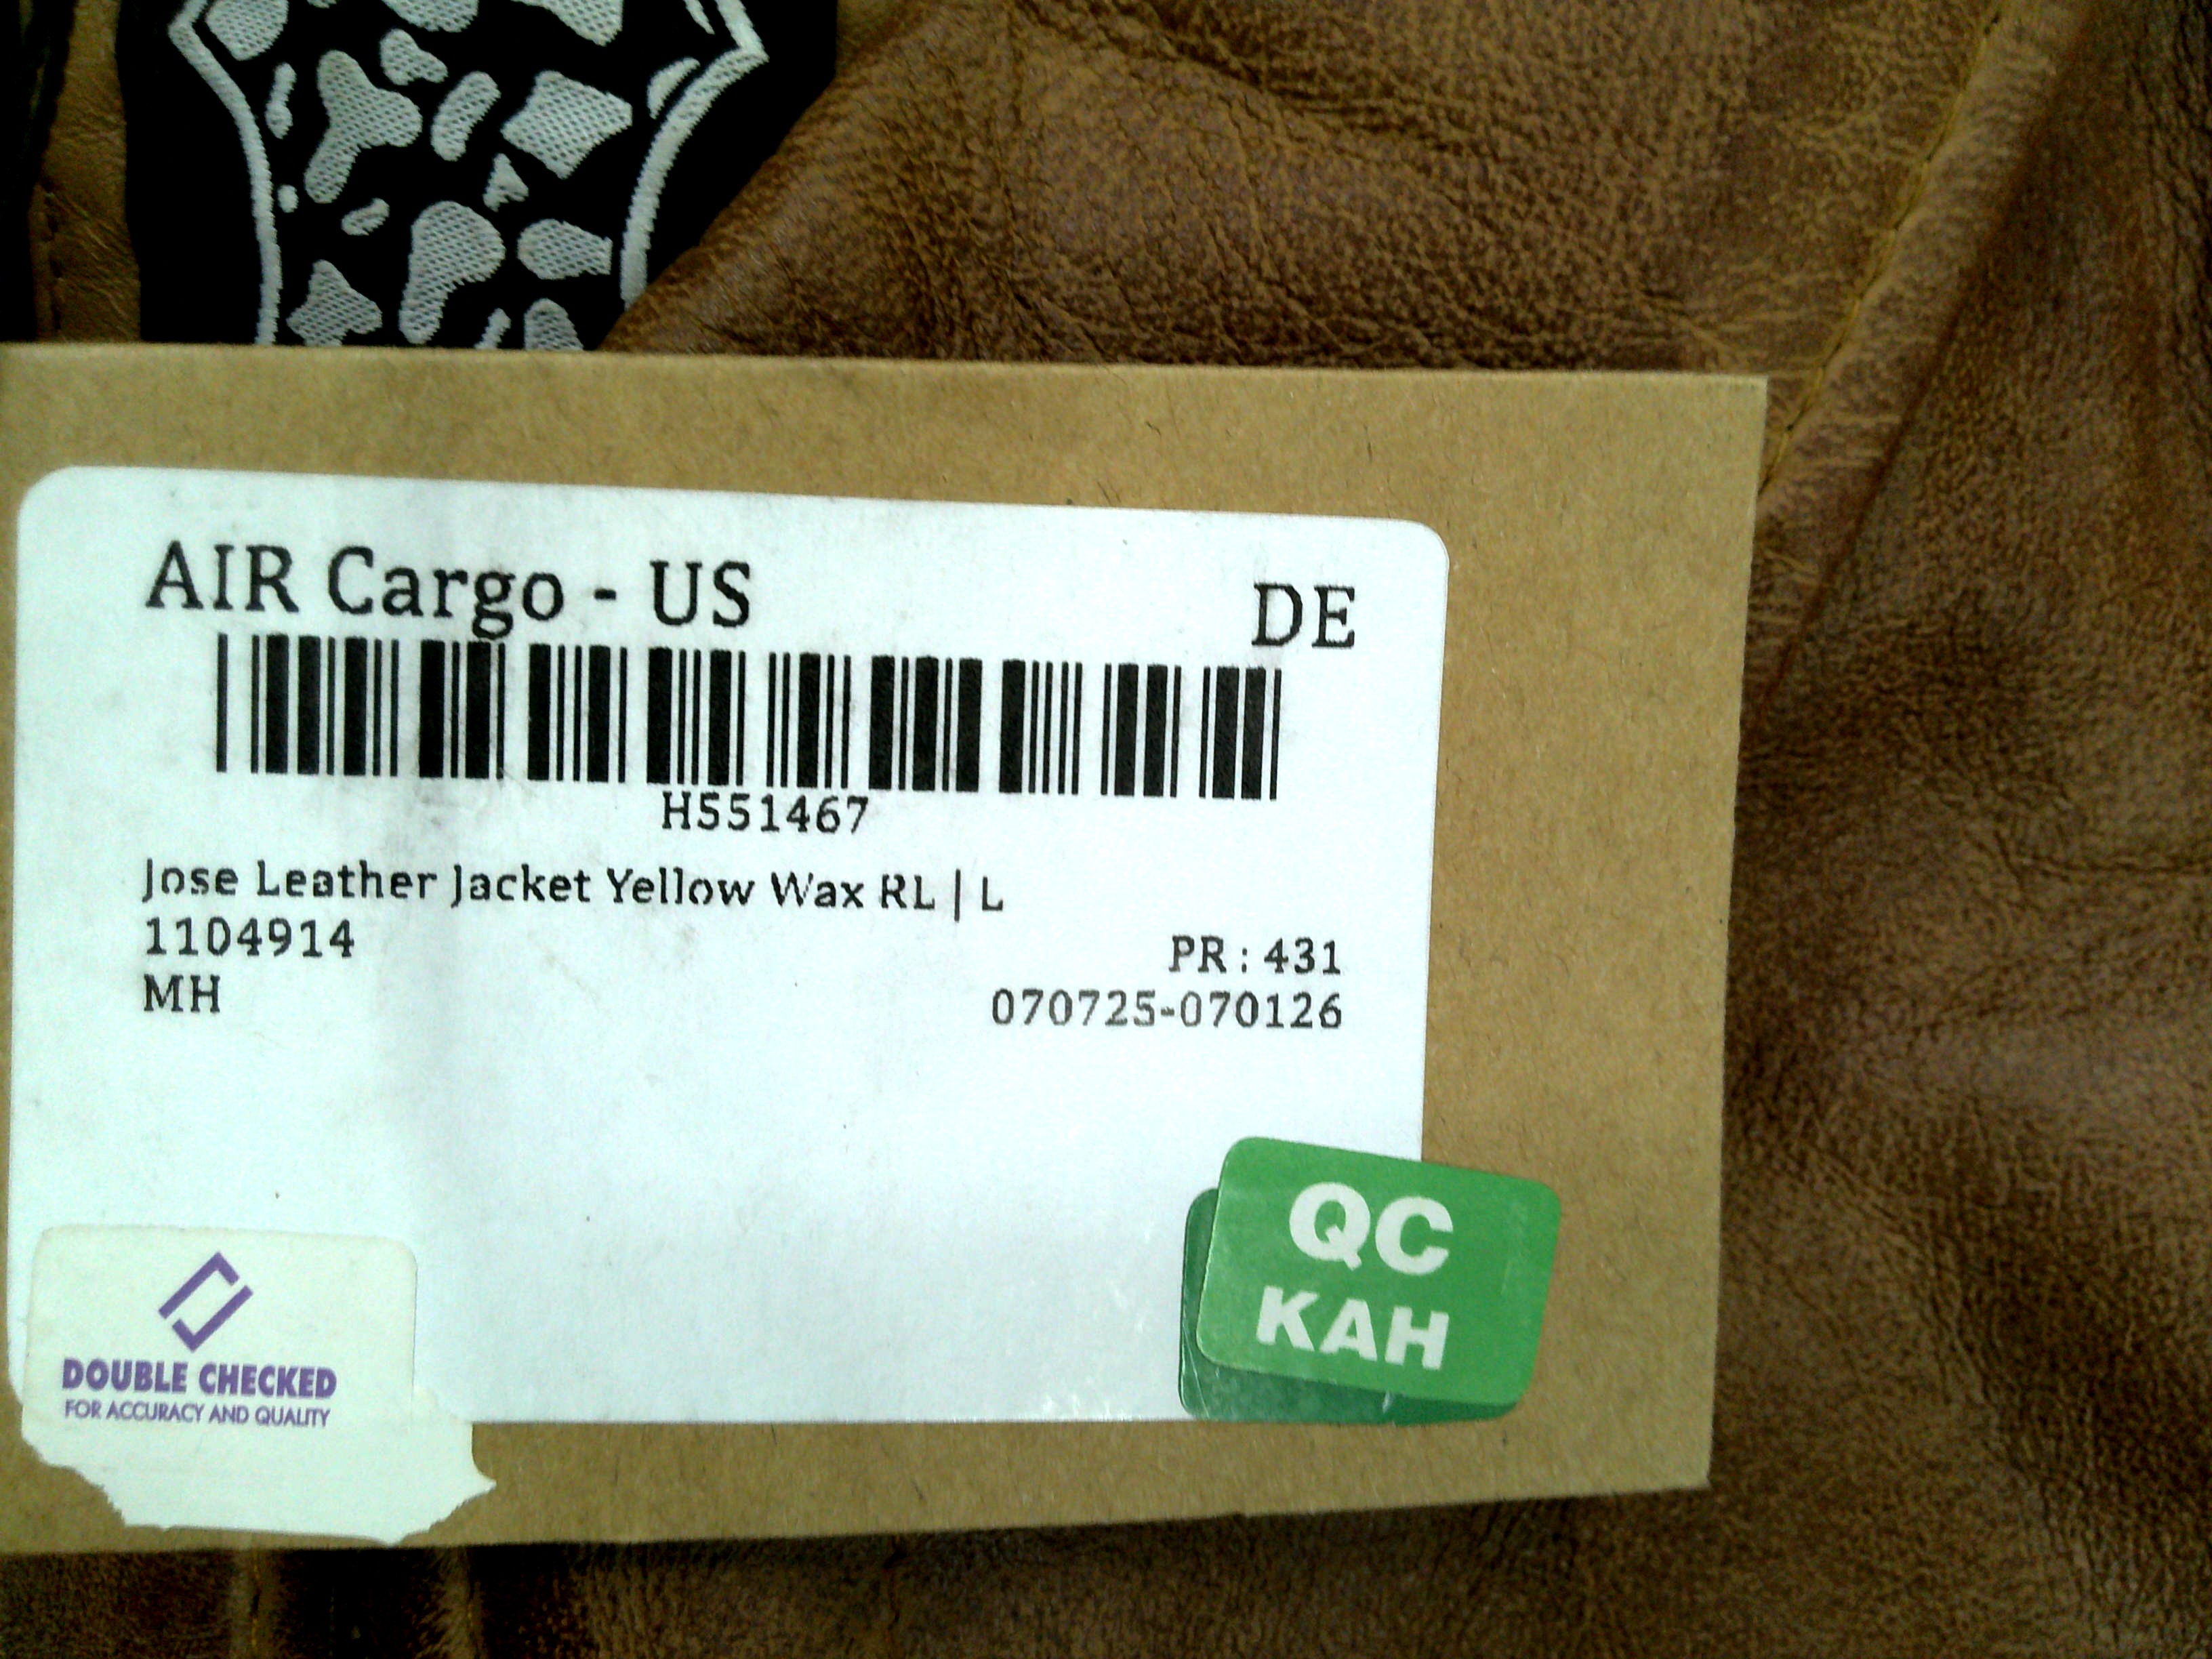 AIR Cargo - US
DE
H551467
Jose Leather Jacket Yellow Wax RL | L
1104914
PR : 431
MH
070725-070126
QC
KAH
DOUBLE CHECKED
FOR ACCURACY AND QUALITY